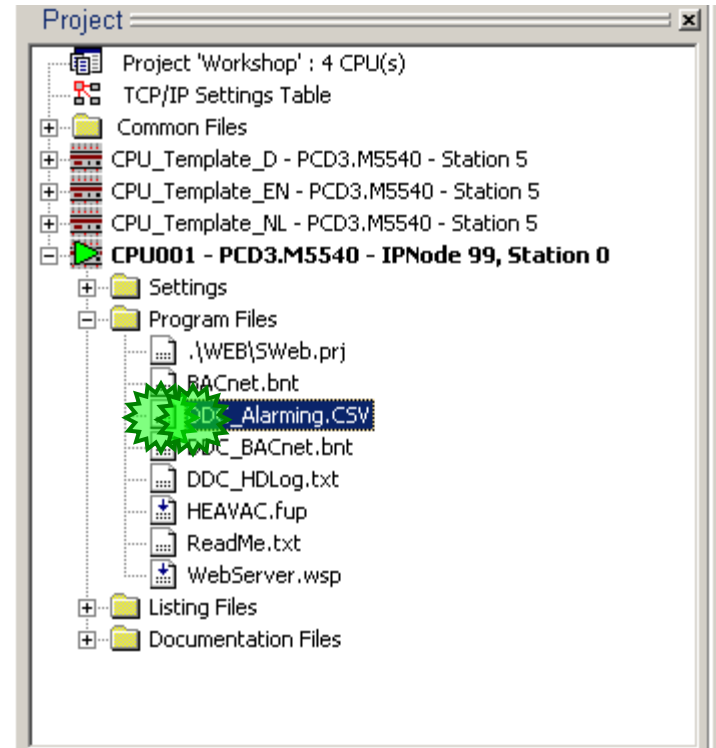 Project
Project 'Workshop' : 4 CPU(s)
TCP/IP Settings Table
Common Files
CPU_Template_D - PCD3.M5540 - Station 5
CPU_Template_EN - PCD3.M5540 - Station 5
CPU_Template_NL - PCD3.M5540 - Station 5
CPU001 - PCD3.M5540 - IPNode 99, Station 0
Settings
Program Files
.\WEB\SWeb.prj
BACnet.bnt
DDC_Alarming.CSV
DDC_BACnet.bnt
DDC_HDLog.txt
HEAVAC.fup
ReadMe.txt
WebServer.wsp
Listing Files
Documentation Files